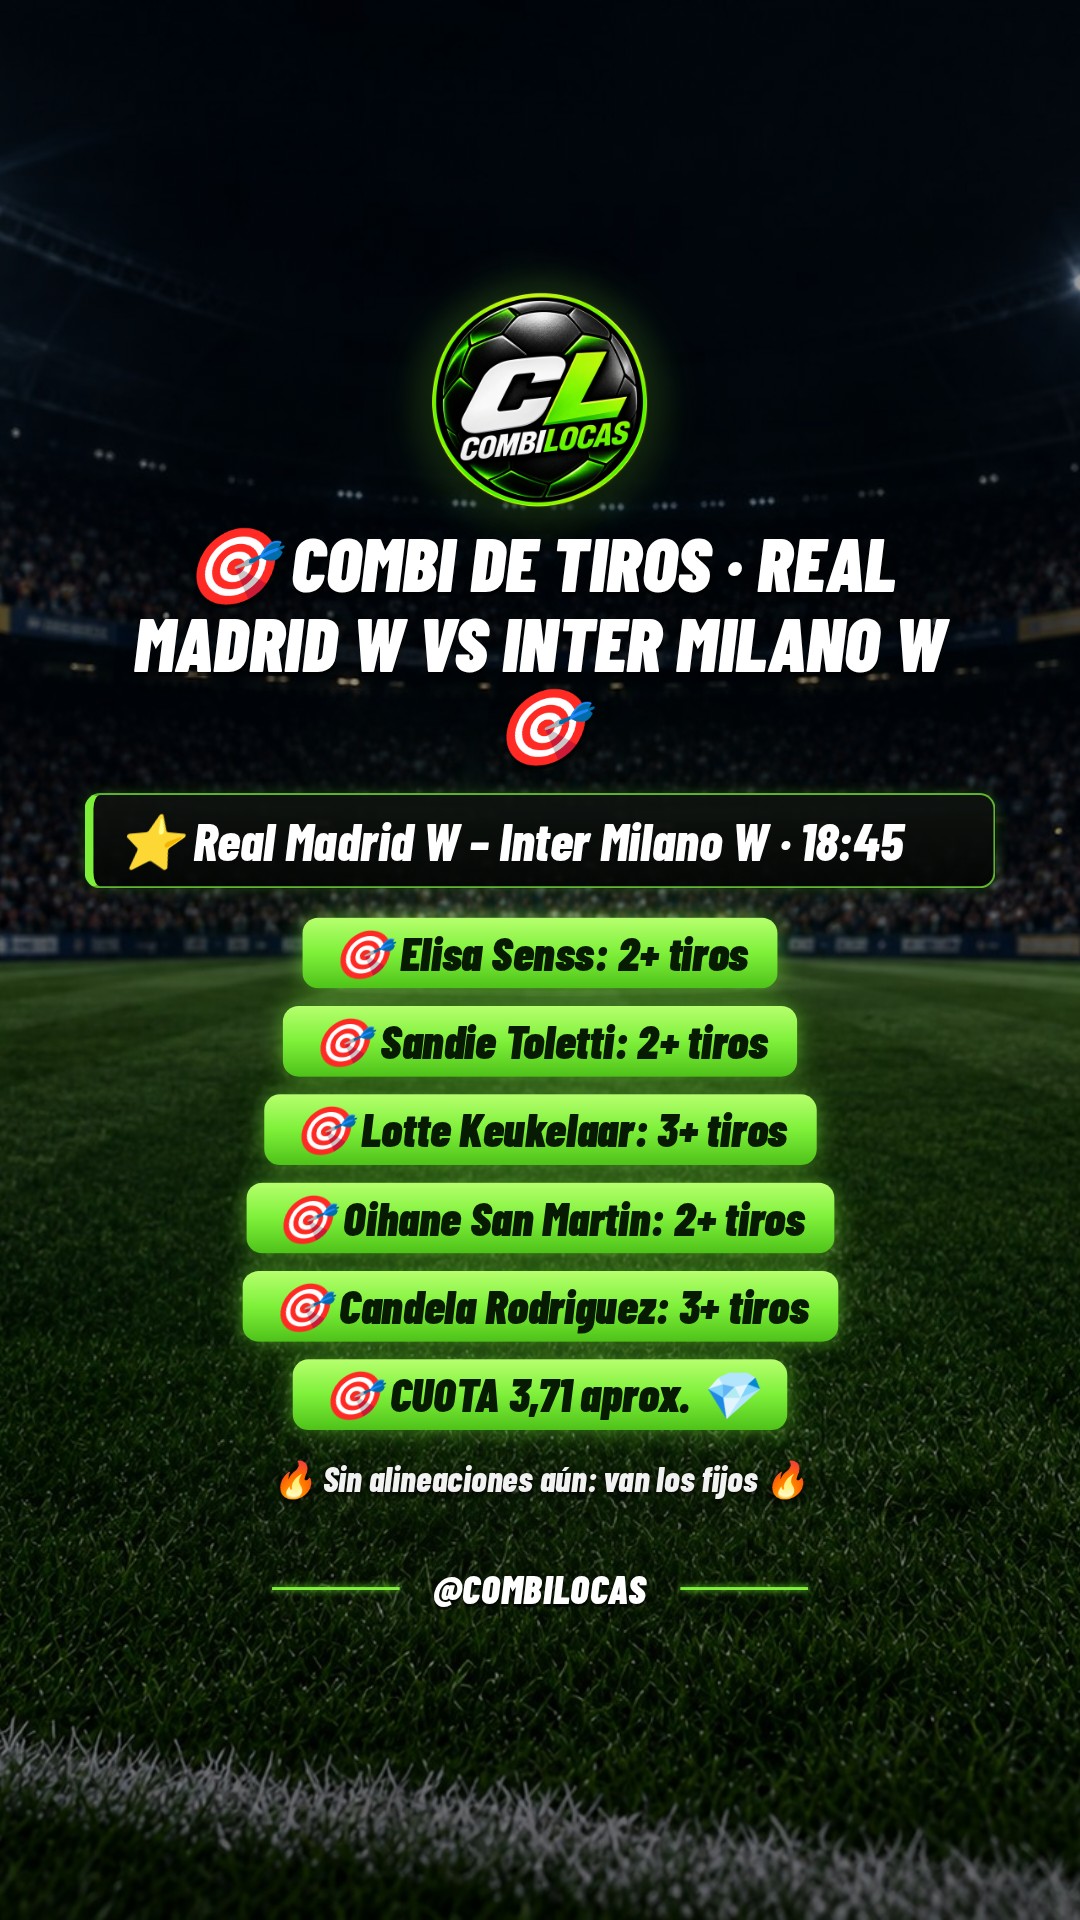 CL
COMBILOCAS
🎯 COMBI DE TIROS · REAL
MADRID W VS INTER MILANO W
🎯
⭐ Real Madrid W – Inter Milano W · 18:45
🎯 Elisa Senss: 2+ tiros
🎯 Sandie Toletti: 2+ tiros
🎯 Lotte Keukelaar: 3+ tiros
🎯 Oihane San Martin: 2+ tiros
🎯 Candela Rodriguez: 3+ tiros
🎯 CUOTA 3,71 aprox. 💎
🔥 Sin alineaciones aún: van los fijos 🔥
@COMBILOCAS